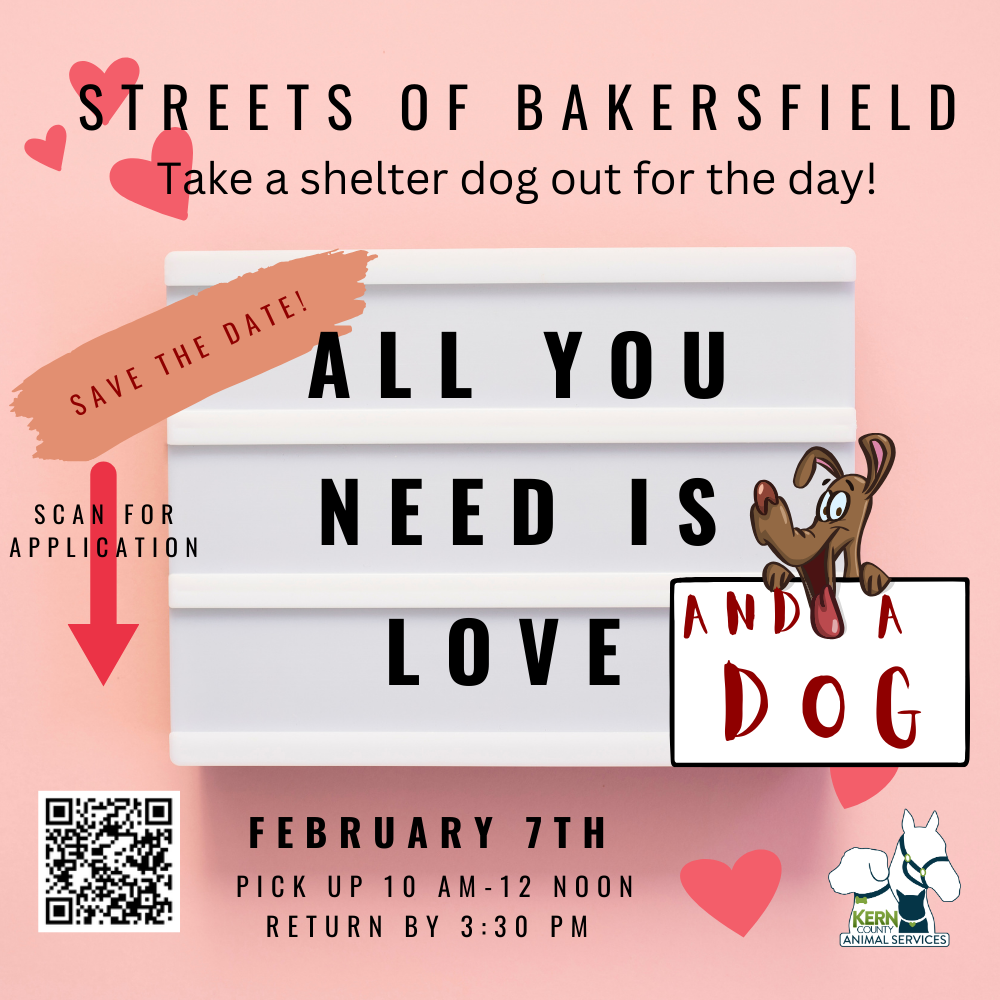 STREETS OF BAKERSFIELD
Take a shelter dog out for the day!
SAVE THE DATE!
ALL YOU
NEED IS
LOVE
AND A
DOG
SCAN FOR
APPLICATION
FEBRUARY 7TH
PICK UP 10 AM-12 NOON
RETURN BY 3:30 PM
KERN
COUNTY
ANIMAL SERVICES